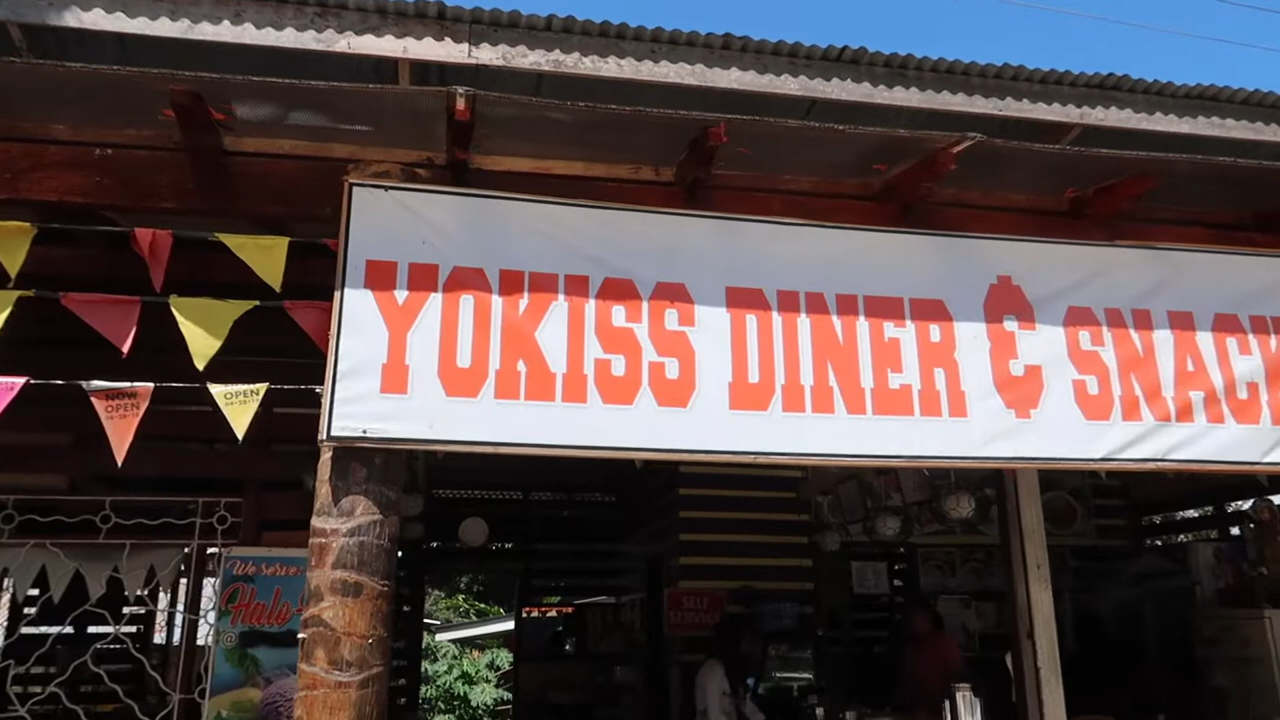 YOKISS DINER & SNACK
NOW
OPEN
OPEN
We serve:
Halo
SELF
SERVICE